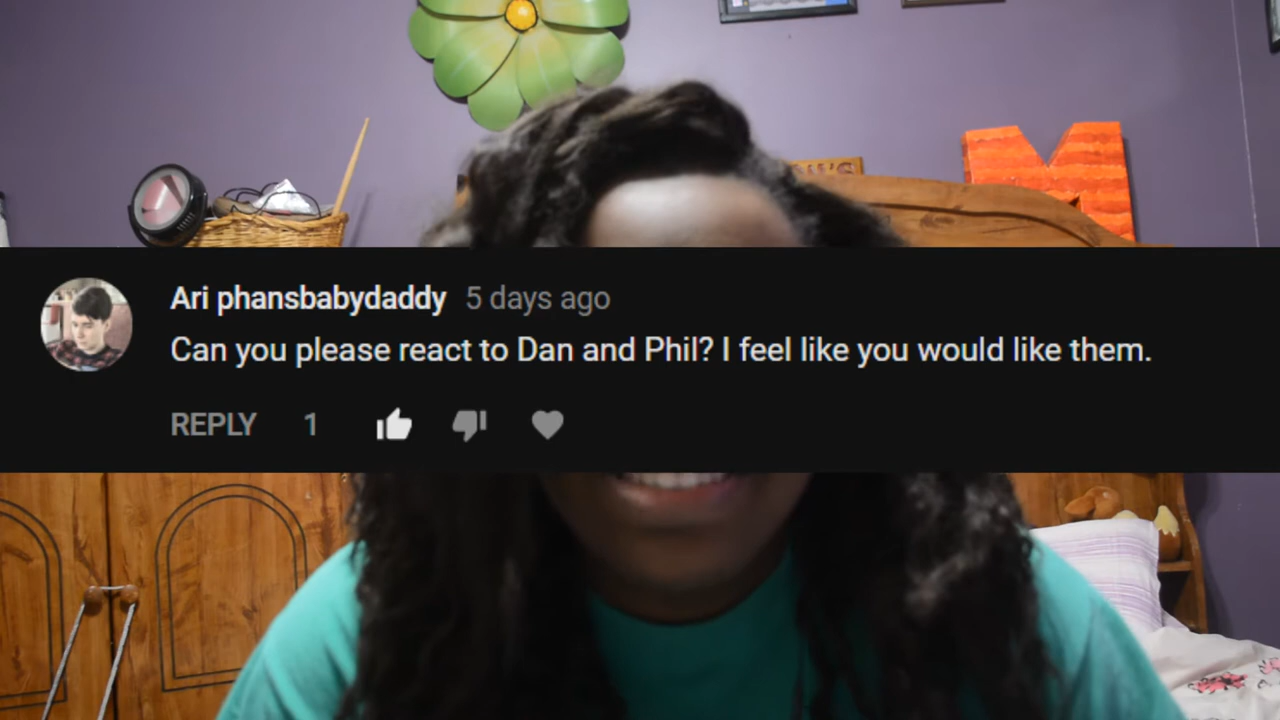 M
Ari phansbabydaddy 5 days ago
Can you please react to Dan and Phil? I feel like you would like them.
REPLY 1